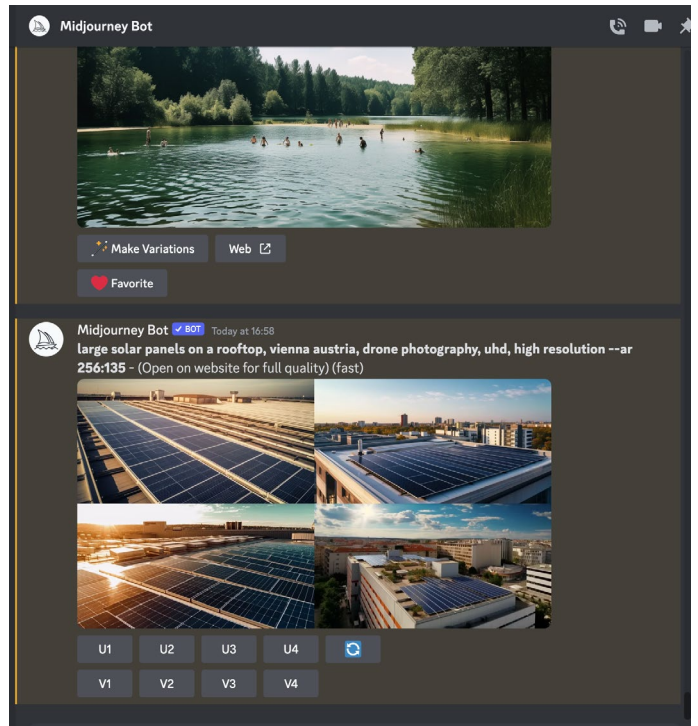 Midjourney Bot
Make Variations
Web
Favorite
Midjourney Bot BOT Today at 16:58
large solar panels on a rooftop, vienna austria, drone photography, uhd, high resolution --ar
256:135 - (Open on website for full quality) (fast)
U1 U2 U3 U4
V1 V2 V3 V4